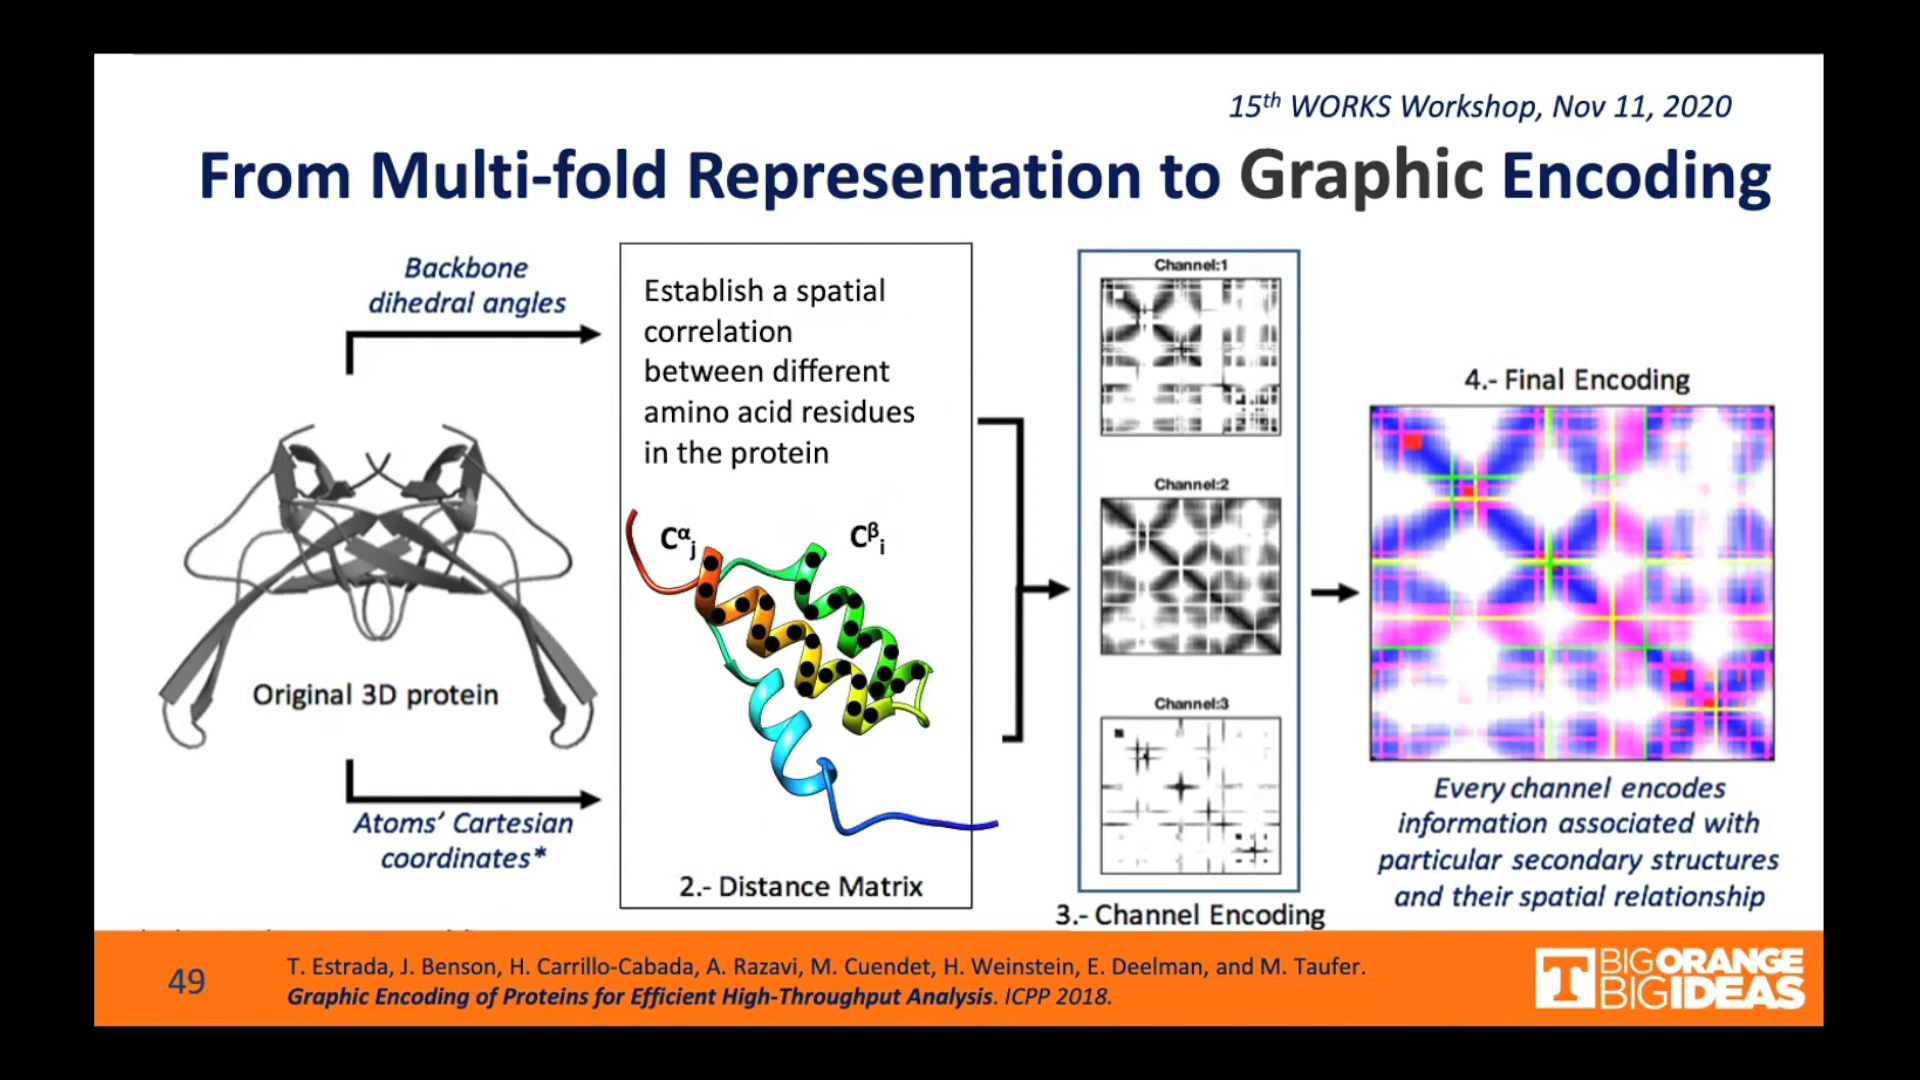 15th WORKS Workshop, Nov 11, 2020
From Multi-fold Representation to Graphic Encoding
Backbone
dihedral angles
Original 3D protein
Atoms’ Cartesian
coordinates*
Establish a spatial
correlation
between different
amino acid residues
in the protein
Cαj
Cβi
2.- Distance Matrix
Channel:1
Channel:2
Channel:3
3.- Channel Encoding
4.- Final Encoding
Every channel encodes
information associated with
particular secondary structures
and their spatial relationship
49
T. Estrada, J. Benson, H. Carrillo-Cabada, A. Razavi, M. Cuendet, H. Weinstein, E. Deelman, and M. Taufer.
Graphic Encoding of Proteins for Efficient High-Throughput Analysis. ICPP 2018.
T
BIGORANGE
BIGIDEAS